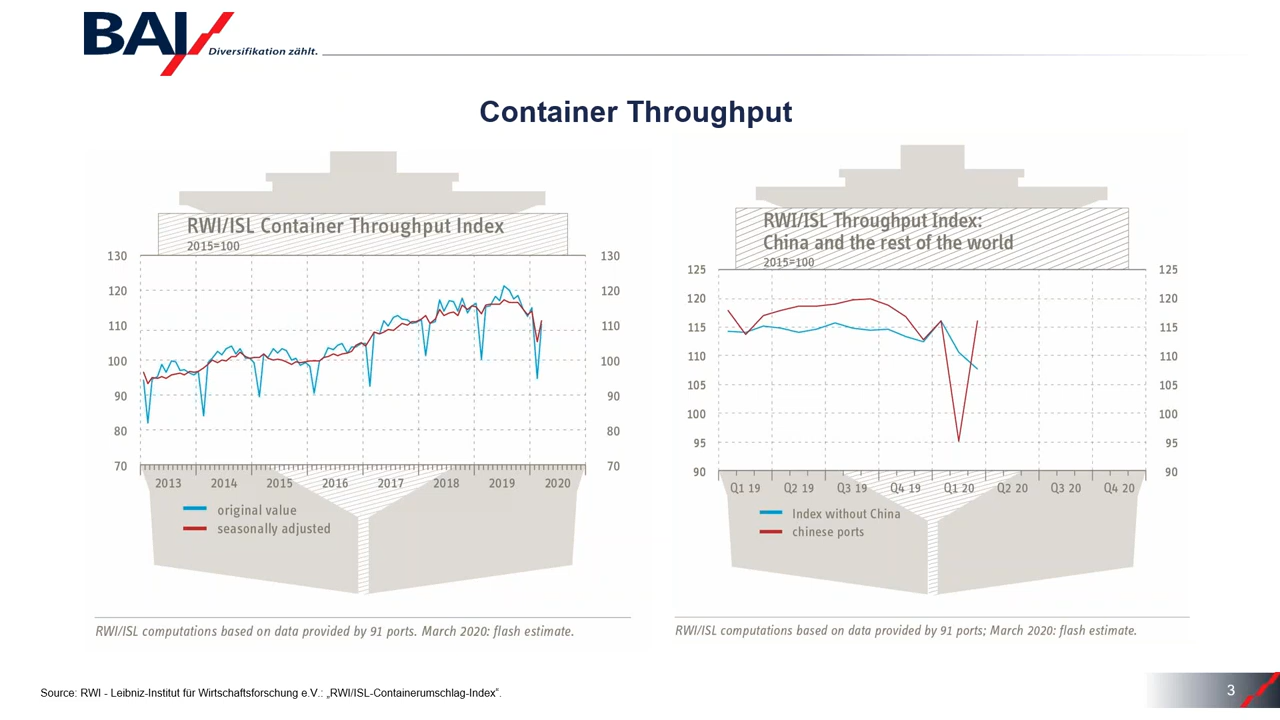 BAI
Diversifikation zählt.
Container Throughput
RWI/ISL Container Throughput Index
2015=100
130
120
110
100
90
80
70
130
120
110
100
90
80
70
2013 2014 2015 2016 2017 2018 2019 2020
original value
seasonally adjusted
RWI/ISL computations based on data provided by 91 ports. March 2020: flash estimate.
RWI/ISL Throughput Index:
China and the rest of the world
2015=100
125
120
115
110
105
100
95
90
125
120
115
110
105
100
95
90
Q1 19 Q2 19 Q3 19 Q4 19 Q1 20 Q2 20 Q3 20 Q4 20
Index without China
chinese ports
RWI/ISL computations based on data provided by 91 ports; March 2020: flash estimate.
Source: RWI - Leibniz-Institut für Wirtschaftsforschung e.V.: „RWI/ISL-Containerumschlag-Index“.
3